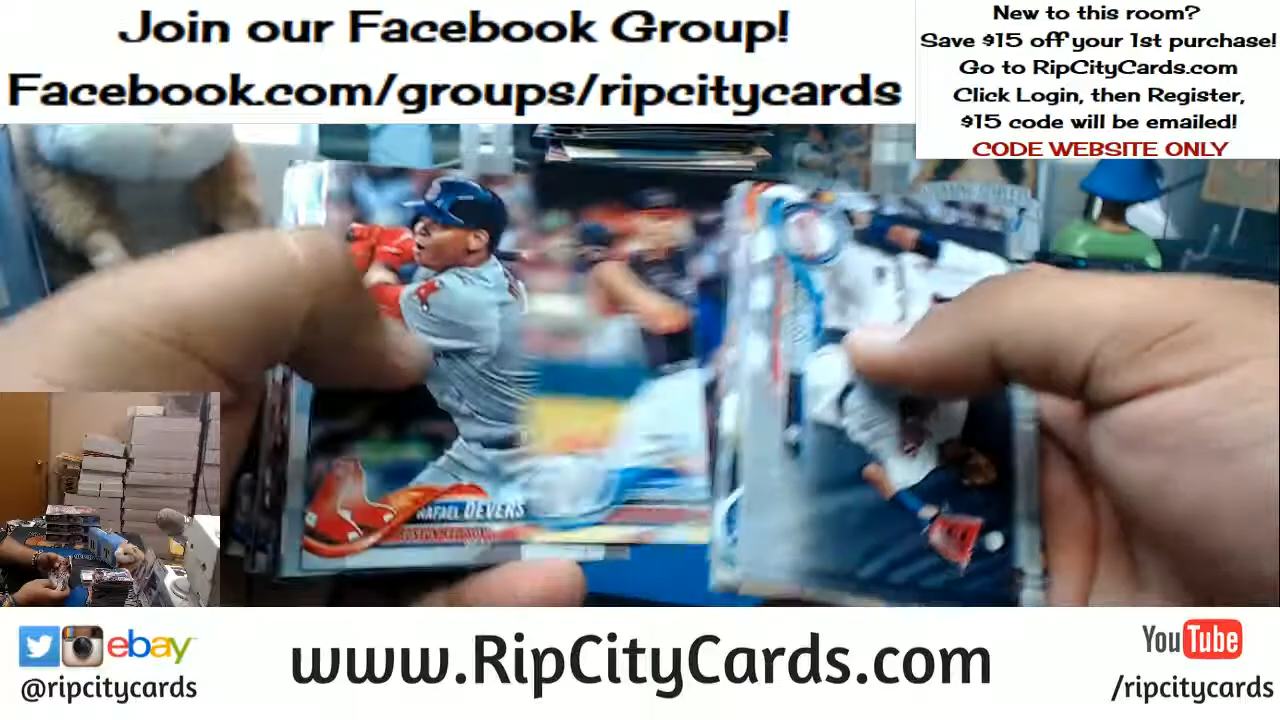 Join our Facebook Group!
Facebook.com/groups/ripcitycards
New to this room?
Save $15 off your 1st purchase!
Go to RipCityCards.com
Click Login, then Register,
$15 code will be emailed!
CODE WEBSITE ONLY
RAFAEL DEVERS
ebay
@ripcitycards
www.RipCityCards.com
YouTube
/ripcitycards